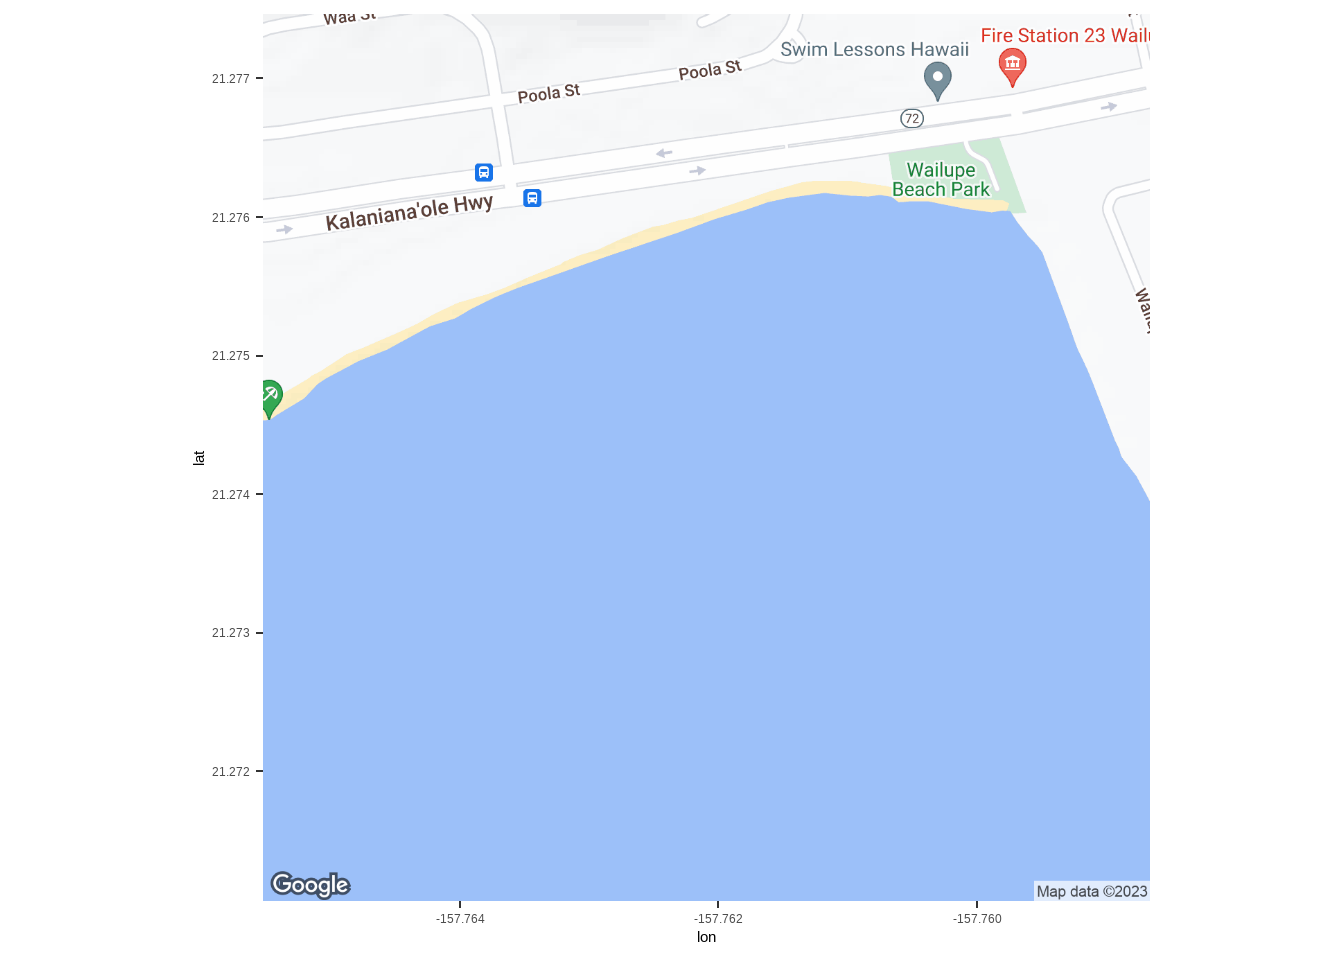 Waa St
Fire Station 23 Wailu
Swim Lessons Hawaii
21.277
Poola St
Poola St
72
Wailupe
Beach Park
21.276
Kalaniana'ole Hwy
21.275
lat
21.274
21.273
21.272
Google
Map data ©2023
-157.764
-157.762
-157.760
lon